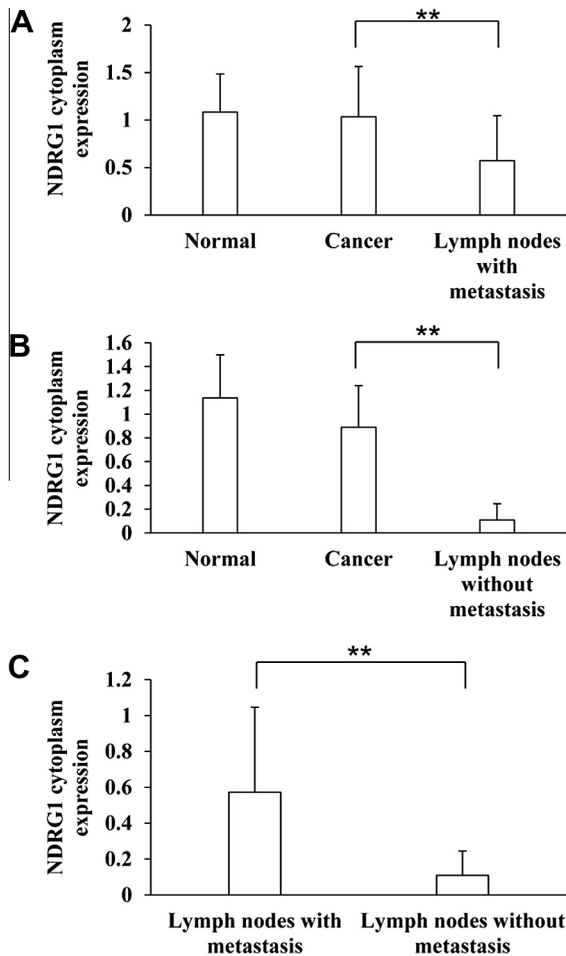 A
NDRG1 cytoplasm
expression
2
1.5
1
0.5
0
**
Normal
Cancer
Lymph nodes
with
metastasis
B
NDRG1 cytoplasm
expression
1.6
1.4
1.2
1
0.8
0.6
0.4
0.2
0
**
Normal
Cancer
Lymph nodes
without
metastasis
C
NDRG1 cytoplasm
expression
1.2
1
0.8
0.6
0.4
0.2
0
**
Lymph nodes with
metastasis
Lymph nodes without
metastasis